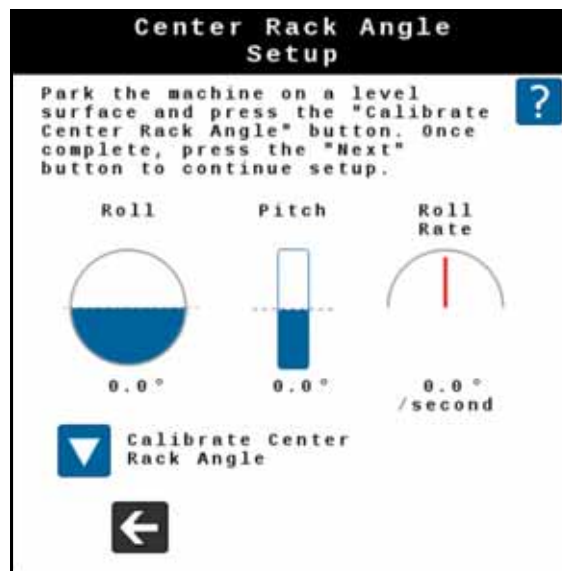 Center Rack Angle
Setup
Park the machine on a level
surface and press the "Calibrate
Center Rack Angle" button. Once
complete, press the "Next"
button to continue setup.
?
Roll
Pitch
Roll
Rate
0.0°
0.0°
0.0°
/second
Calibrate Center
Rack Angle